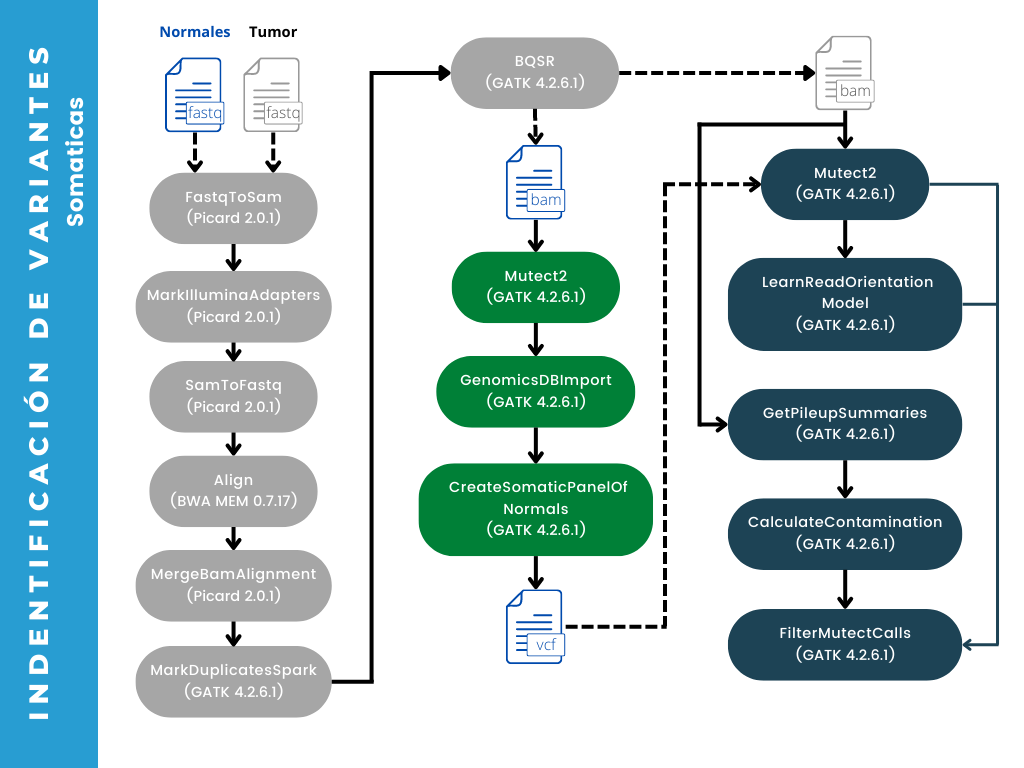 INDENTIFICACIÓN DE VARIANTES
Somaticas
Normales
Tumor
fastq
fastq
FastqToSam
(Picard 2.0.1)
MarkIlluminaAdapters
(Picard 2.0.1)
SamToFastq
(Picard 2.0.1)
Align
(BWA MEM 0.7.17)
MergeBamAlignment
(Picard 2.0.1)
MarkDuplicatesSpark
(GATK 4.2.6.1)
BQSR
(GATK 4.2.6.1)
bam
Mutect2
(GATK 4.2.6.1)
GenomicsDBImport
(GATK 4.2.6.1)
CreateSomaticPanelOf
Normals
(GATK 4.2.6.1)
vcf
bam
Mutect2
(GATK 4.2.6.1)
LearnReadOrientation
Model
(GATK 4.2.6.1)
GetPileupSummaries
(GATK 4.2.6.1)
CalculateContamination
(GATK 4.2.6.1)
FilterMutectCalls
(GATK 4.2.6.1)